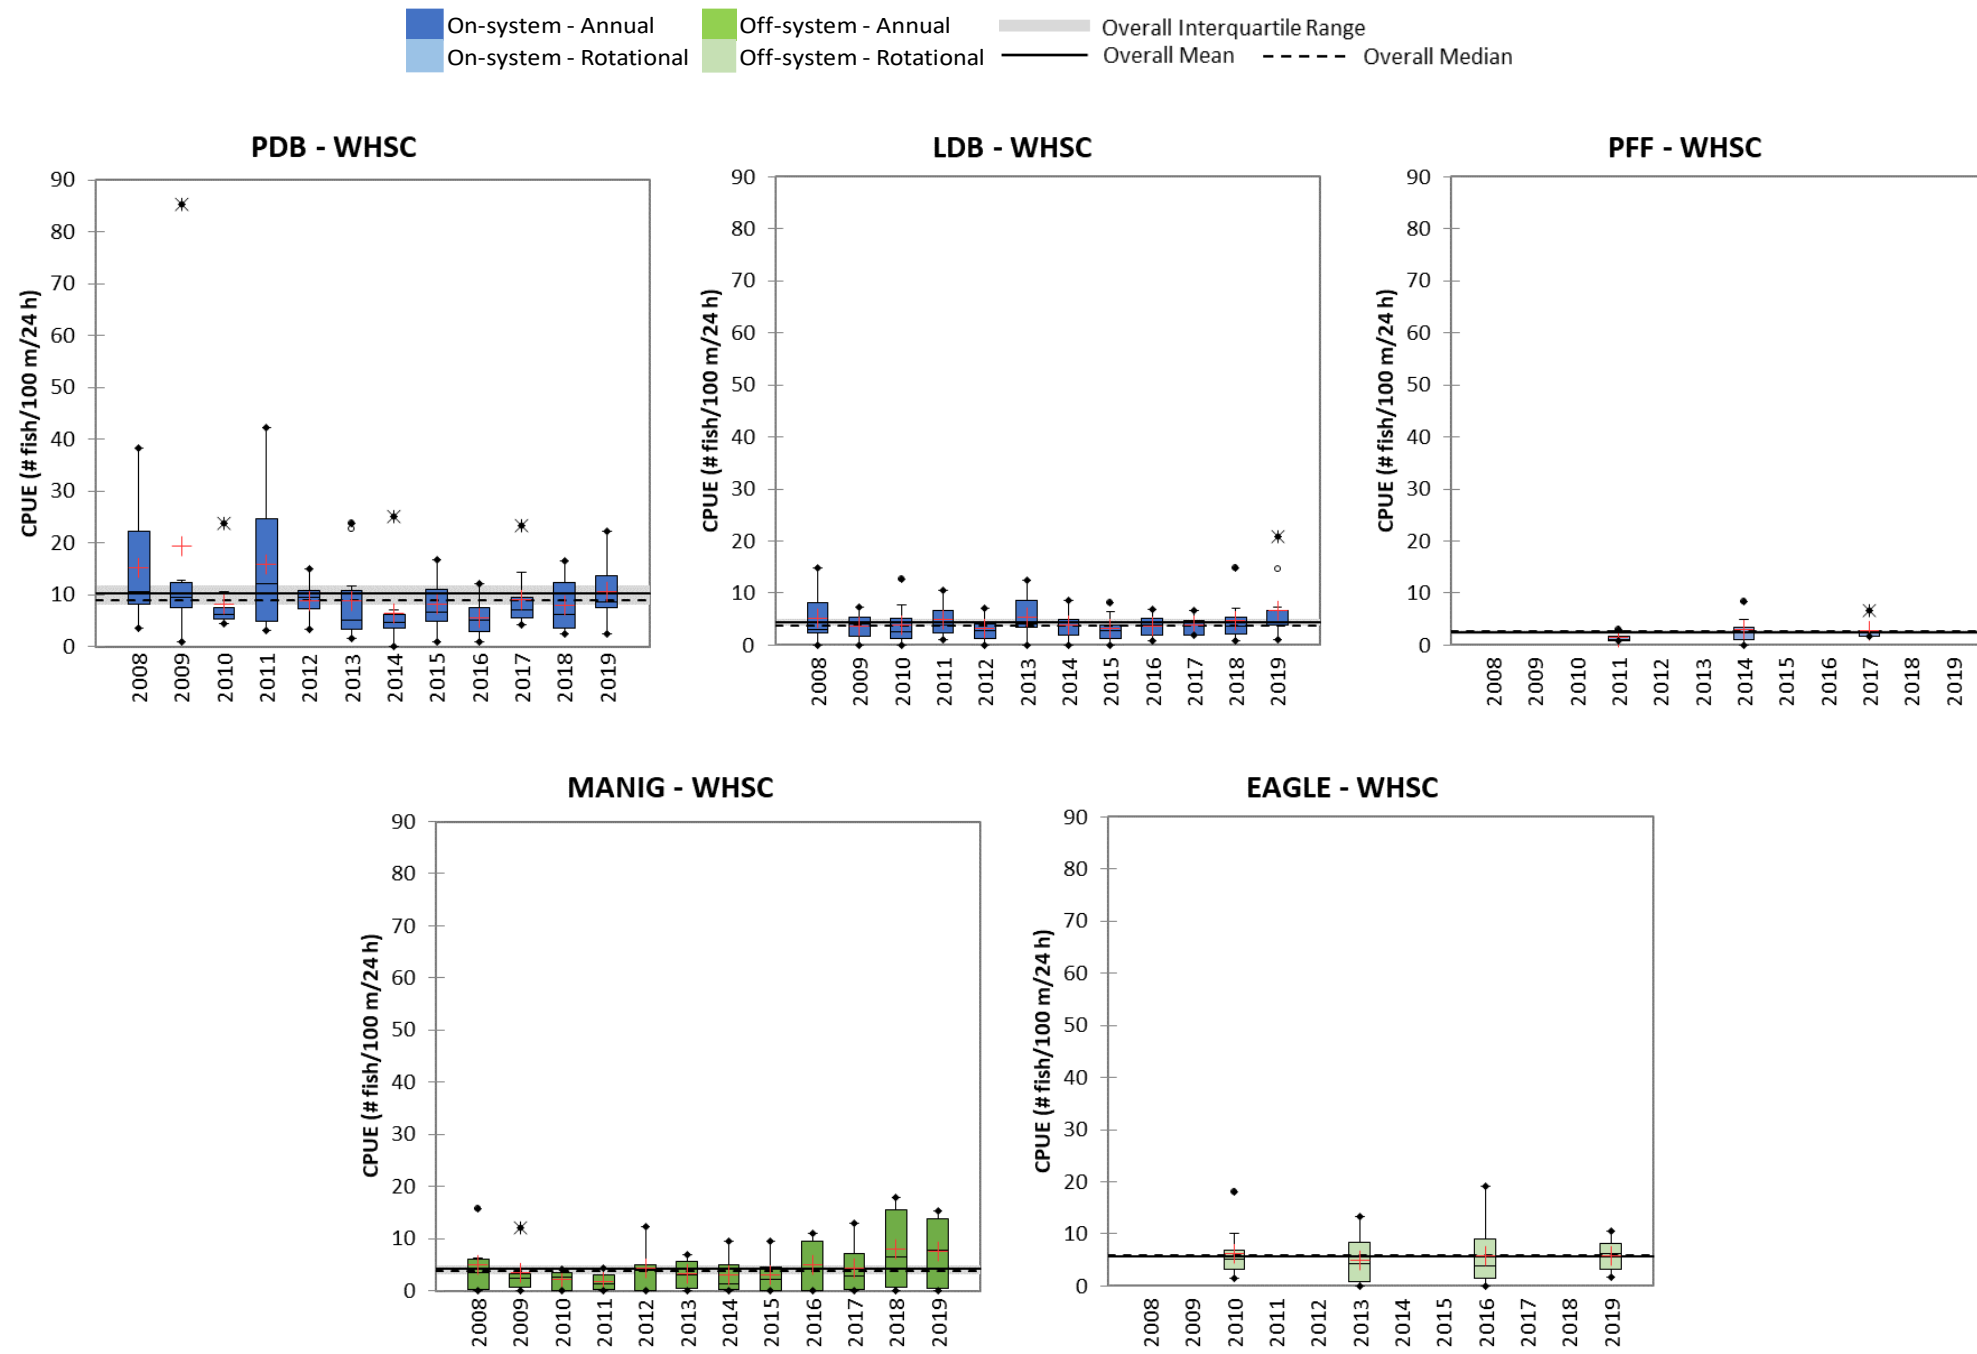 On-system - Annual Off-system - Annual Overall Interquartile Range
On-system - Rotational Off-system - Rotational Overall Mean Overall Median
PDB - WHSC
CPUE (# fish/100 m/24 h)
90
80
70
60
50
40
30
20
10
0
2008 2009 2010 2011 2012 2013 2014 2015 2016 2017 2018 2019
LDB - WHSC
CPUE (# fish/100 m/24 h)
90
80
70
60
50
40
30
20
10
0
2008 2009 2010 2011 2012 2013 2014 2015 2016 2017 2018 2019
PFF - WHSC
CPUE (# fish/100 m/24 h)
90
80
70
60
50
40
30
20
10
0
2008 2009 2010 2011 2012 2013 2014 2015 2016 2017 2018 2019
MANIG - WHSC
CPUE (# fish/100 m/24 h)
90
80
70
60
50
40
30
20
10
0
2008 2009 2010 2011 2012 2013 2014 2015 2016 2017 2018 2019
EAGLE - WHSC
CPUE (# fish/100 m/24 h)
90
80
70
60
50
40
30
20
10
0
2008 2009 2010 2011 2012 2013 2014 2015 2016 2017 2018 2019